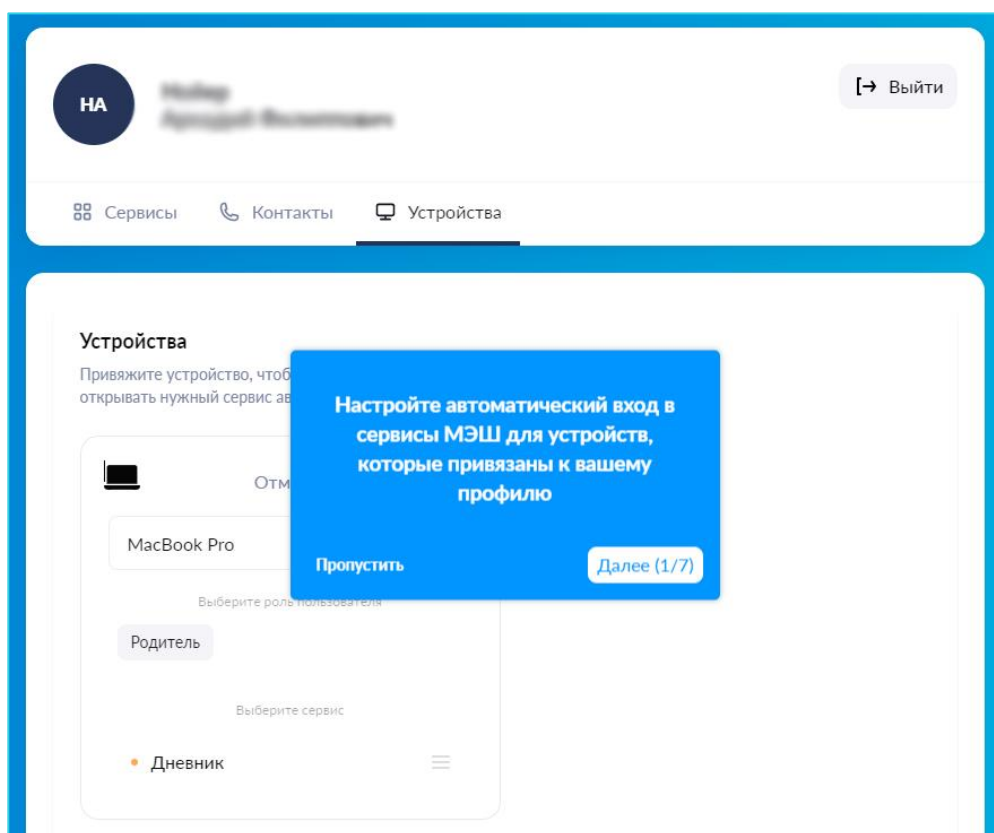 НА
Выйти
Сервисы
Контакты
Устройства
Устройства
Привяжите устройство, чтоб
открывать нужный сервис ав
Настройте автоматический вход в
сервисы МЭШ для устройств,
которые привязаны к вашему
профилю
Пропустить
Далее (1/7)
Отм
MacBook Pro
Выберите роль пользователя
Родитель
Выберите сервис
Дневник